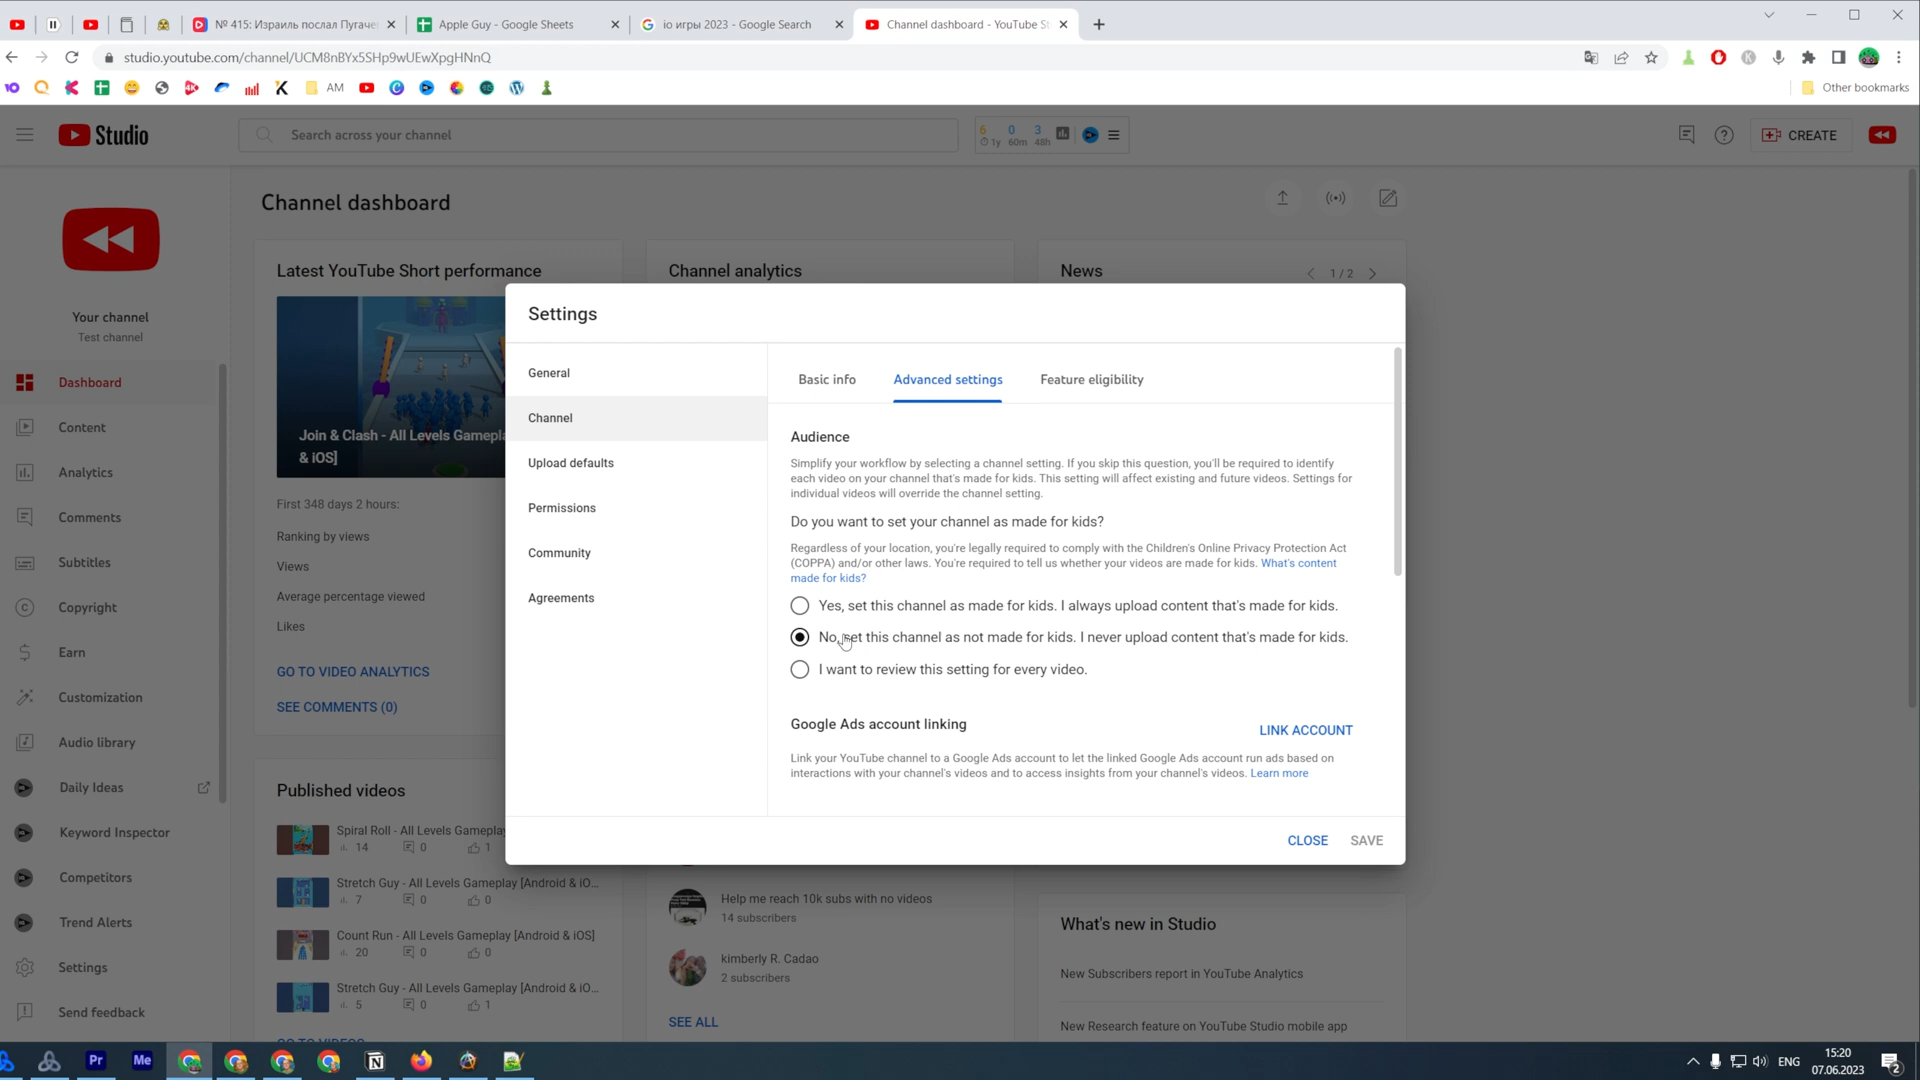 № 415: Израиль послал Пугаче
Apple Guy - Google Sheets
io игры 2023 - Google Search
Channel dashboard - YouTube St
studio.youtube.com/channel/UCM8nBYx5SHp9wUEwXpgHNnQ
AM
Other bookmarks
Studio
Search across your channel
6 0 3
1y 60m 48h
CREATE
Channel dashboard
Your channel
Test channel
Dashboard
Content
Analytics
Comments
Subtitles
Copyright
Earn
Customization
Audio library
Daily Ideas
Keyword Inspector
Competitors
Trend Alerts
Settings
Send feedback
Latest YouTube Short performance
Join & Clash - All Levels Gamepla
& iOS]
First 348 days 2 hours:
Ranking by views
Views
Average percentage viewed
Likes
GO TO VIDEO ANALYTICS
SEE COMMENTS (0)
Published videos
Spiral Roll - All Levels Gameplay
14 0 1
Stretch Guy - All Levels Gameplay [Android & iO...
7 0 0
Count Run - All Levels Gameplay [Android & iOS]
20 0 0
Stretch Guy - All Levels Gameplay [Android & iO...
5 0 1
GO TO VIDEOS
Channel analytics
News
1 / 2
Settings
General
Channel
Upload defaults
Permissions
Community
Agreements
Basic info
Advanced settings
Feature eligibility
Audience
Simplify your workflow by selecting a channel setting. If you skip this question, you'll be required to identify
each video on your channel that's made for kids. This setting will affect existing and future videos. Settings for
individual videos will override the channel setting.
Do you want to set your channel as made for kids?
Regardless of your location, you're legally required to comply with the Children's Online Privacy Protection Act
(COPPA) and/or other laws. You're required to tell us whether your videos are made for kids. What's content
made for kids?
Yes, set this channel as made for kids. I always upload content that's made for kids.
No, set this channel as not made for kids. I never upload content that's made for kids.
I want to review this setting for every video.
Google Ads account linking
LINK ACCOUNT
Link your YouTube channel to a Google Ads account to let the linked Google Ads account run ads based on
interactions with your channel's videos and to access insights from your channel's videos. Learn more
CLOSE
SAVE
Help me reach 10k subs with no videos
14 subscribers
kimberly R. Cadao
2 subscribers
SEE ALL
What's new in Studio
New Subscribers report in YouTube Analytics
New Research feature on YouTube Studio mobile app
Pr
Me
ENG
15:20
07.06.2023
2